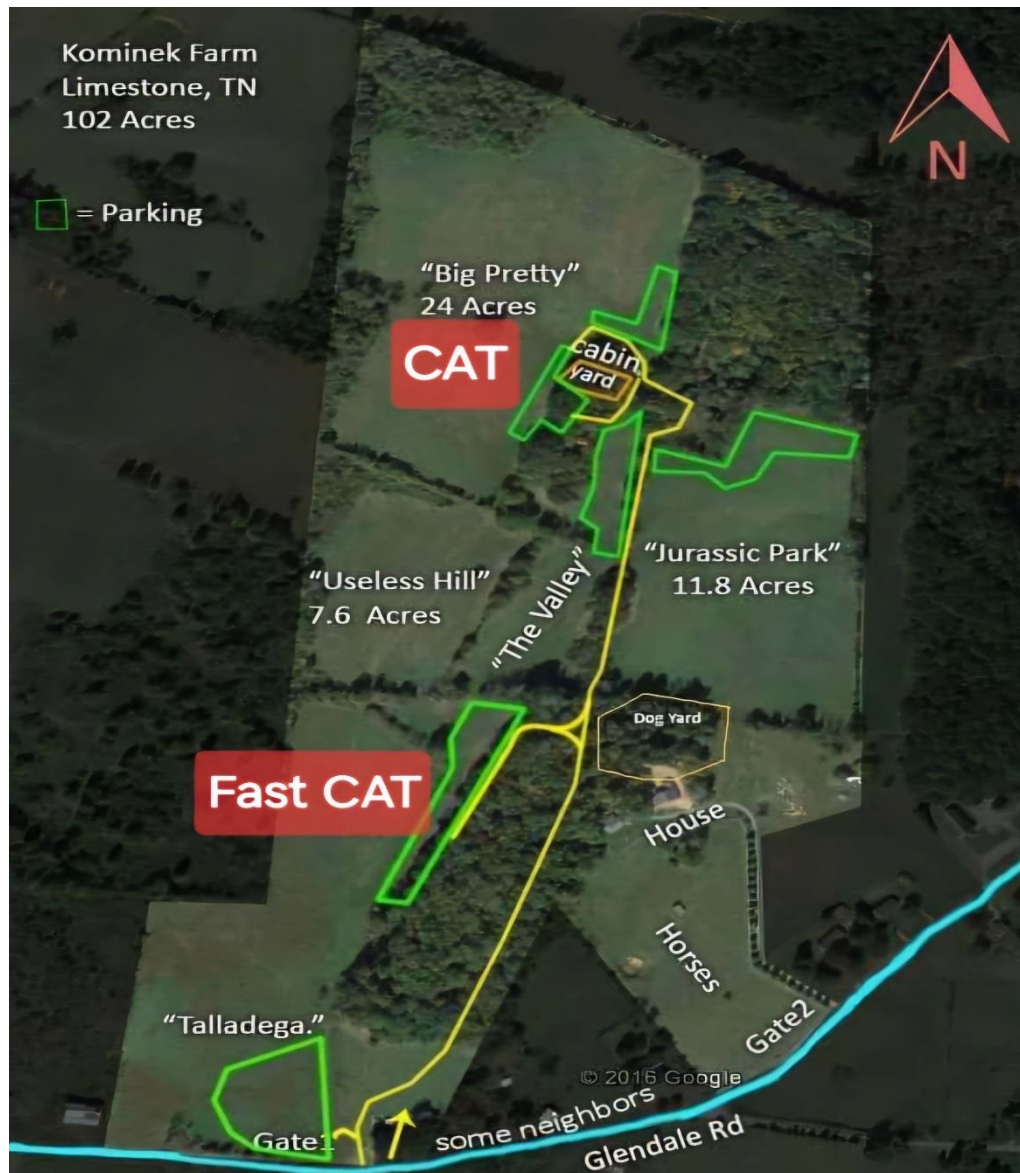 Kominek Farm
Limestone, TN
102 Acres
= Parking
N
“Big Pretty”
24 Acres
CAT
cabin
yard
“Jurassic Park”
11.8 Acres
“Useless Hill”
7.6 Acres
“The Valley”
Dog Yard
Fast CAT
House
Horses
Gate2
“Talladega.”
© 2016 Google
some neighbors
Gate1
Glendale Rd